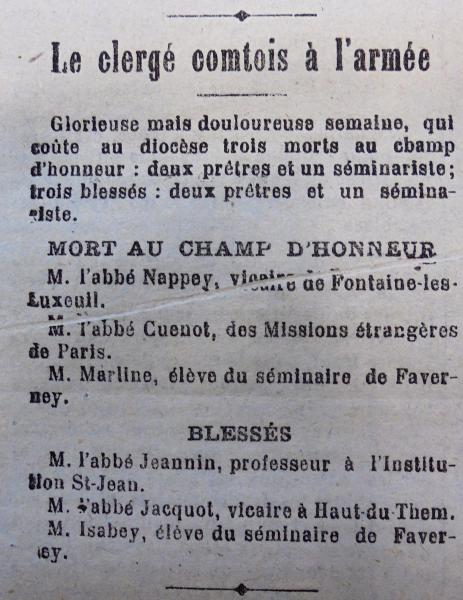 Le clergé comtois à l'armée
Glorieuse mais douloureuse semaine, qui
coûte au diocèse trois morts au champ
d'honneur : deux prêtres et un séminariste;
trois blessés : deux prêtres et un sémina-
riste.
MORT AU CHAMP D'HONNEUR
M. l'abbé Nappey, vicaire de Fontaine-les-
Luxeuil.
M. l'abbé Cuenot, des Missions étrangères
de Paris.
M. Marline, élève du séminaire de Faver-
ney.
BLESSÉS
M. l'abbé Jeannin, professeur à l'Institu-
tion St-Jean.
M. l'abbé Jacquot, vicaire à Haut-du-Them.
M. Isabey, élève du séminaire de Faver-
ney.